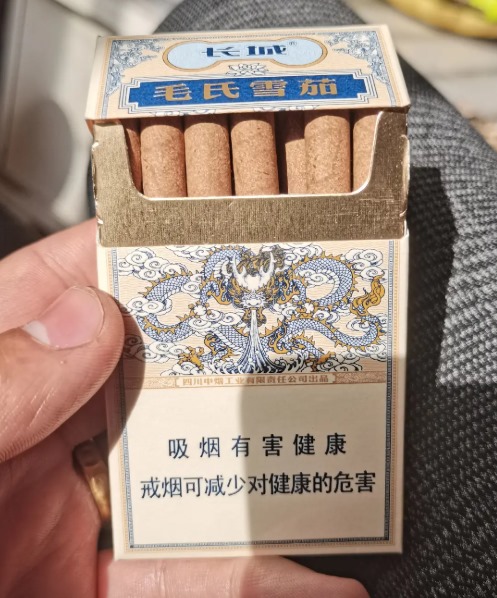 长城®
毛氏雪茄
四川中烟工业有限责任公司出品
吸烟有害健康
戒烟可减少对健康的危害